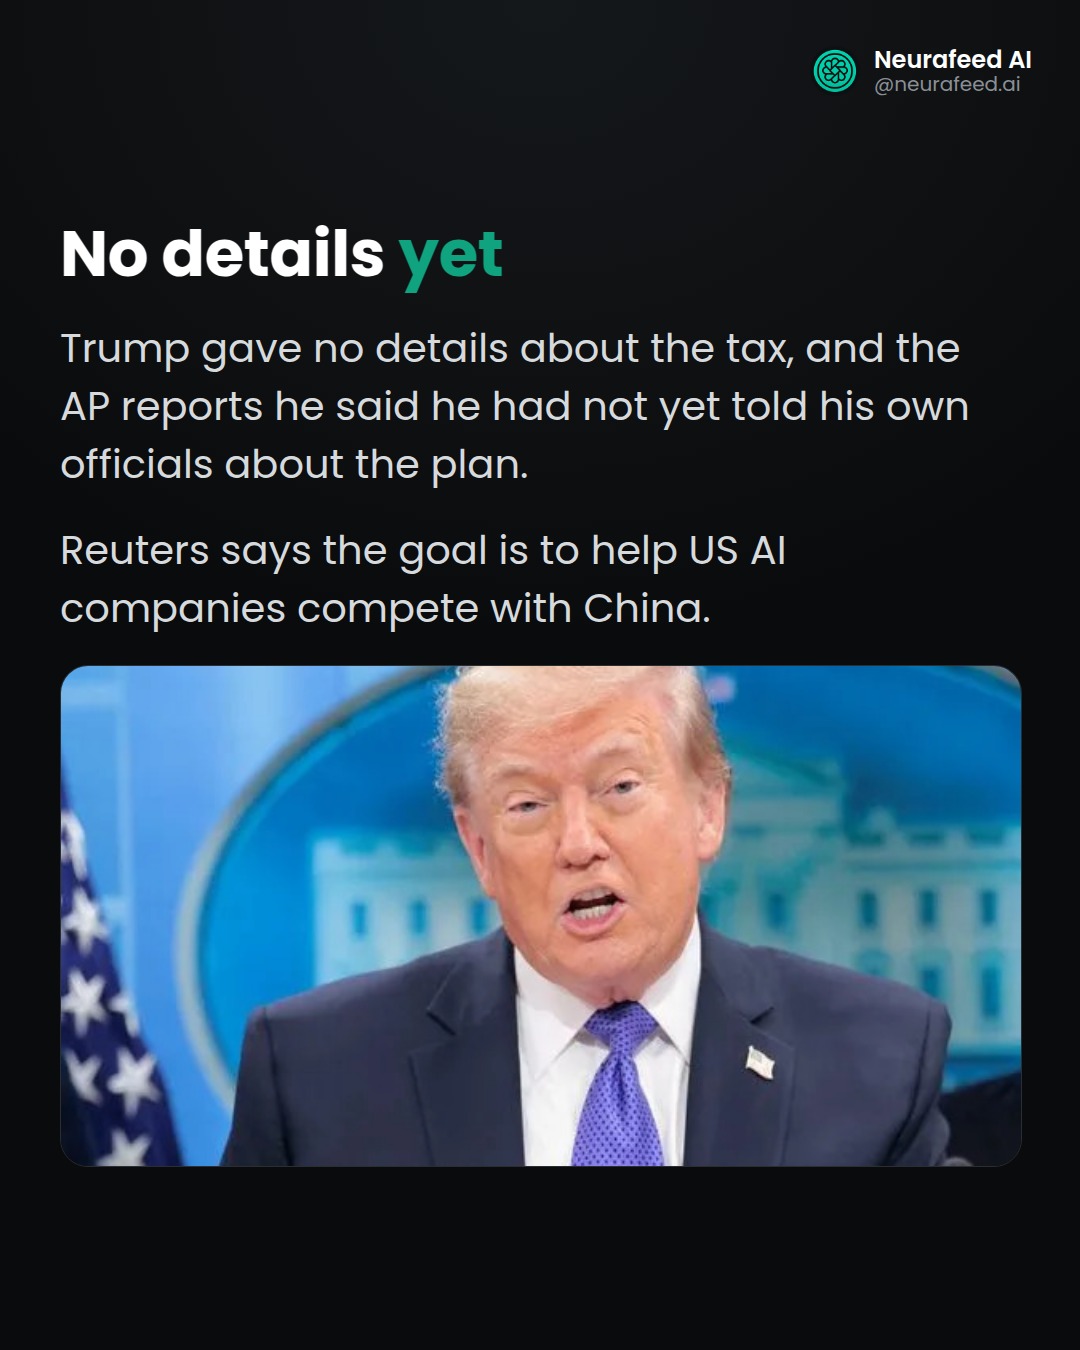 Neurafeed AI
@neurafeed.ai
No details yet
Trump gave no details about the tax, and the
AP reports he said he had not yet told his own
officials about the plan.
Reuters says the goal is to help US AI
companies compete with China.